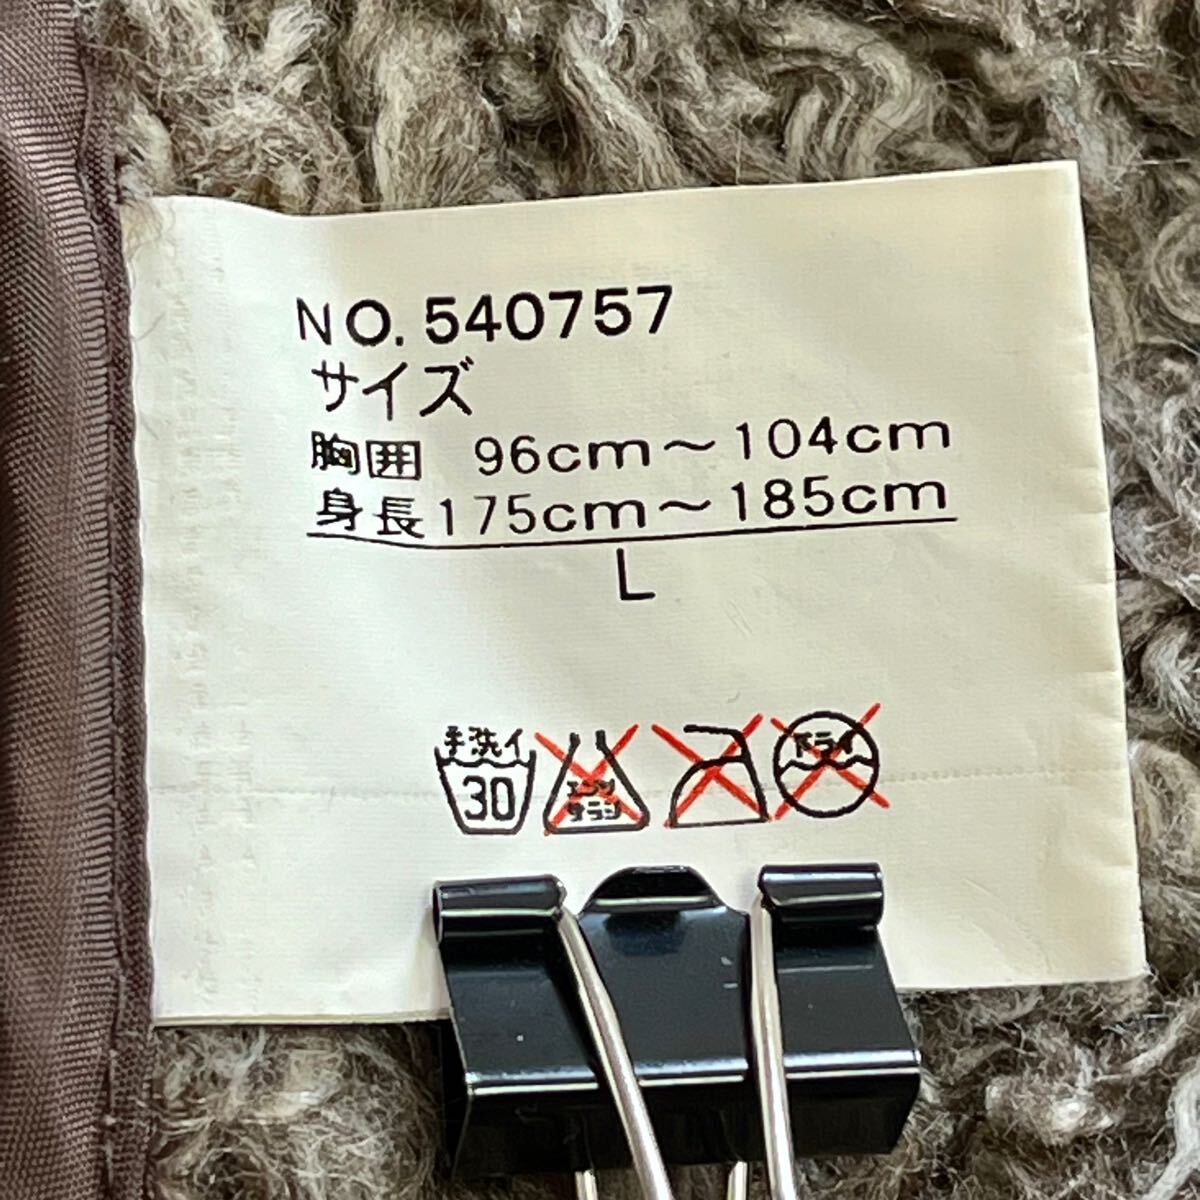 NO. 540757
サイズ
胸囲 96cm～104cm
身長175cm～185cm
L
手洗イ エンソ ドライ
30 サラシ